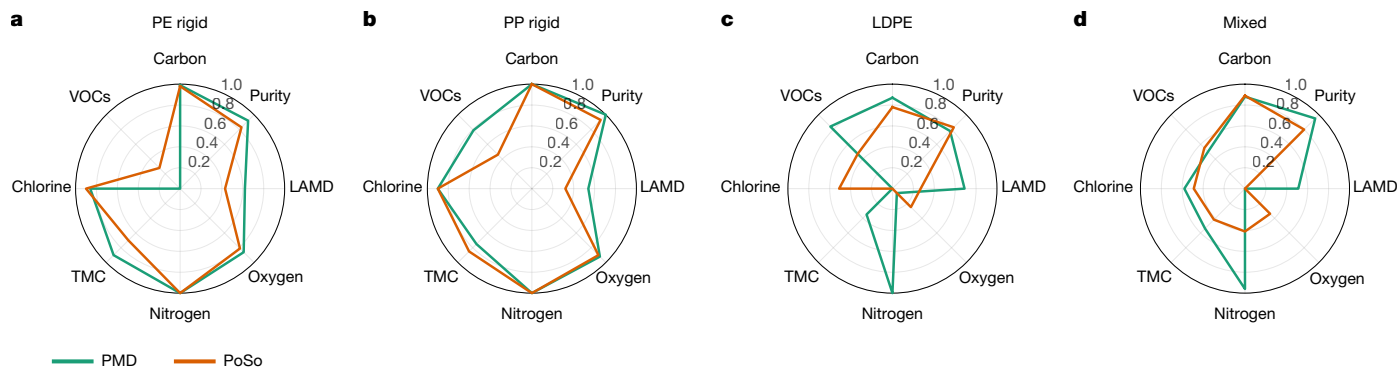 a
PE rigid
Carbon
Purity
LAMD
Oxygen
Nitrogen
TMC
Chlorine
VOCs
1.0
0.8
0.6
0.4
0.2
b
PP rigid
Carbon
Purity
LAMD
Oxygen
Nitrogen
TMC
Chlorine
VOCs
1.0
0.8
0.6
0.4
0.2
c
LDPE
Carbon
Purity
LAMD
Oxygen
Nitrogen
TMC
Chlorine
VOCs
1.0
0.8
0.6
0.4
0.2
d
Mixed
Carbon
Purity
LAMD
Oxygen
Nitrogen
TMC
Chlorine
VOCs
1.0
0.8
0.6
0.4
0.2
PMD
PoSo